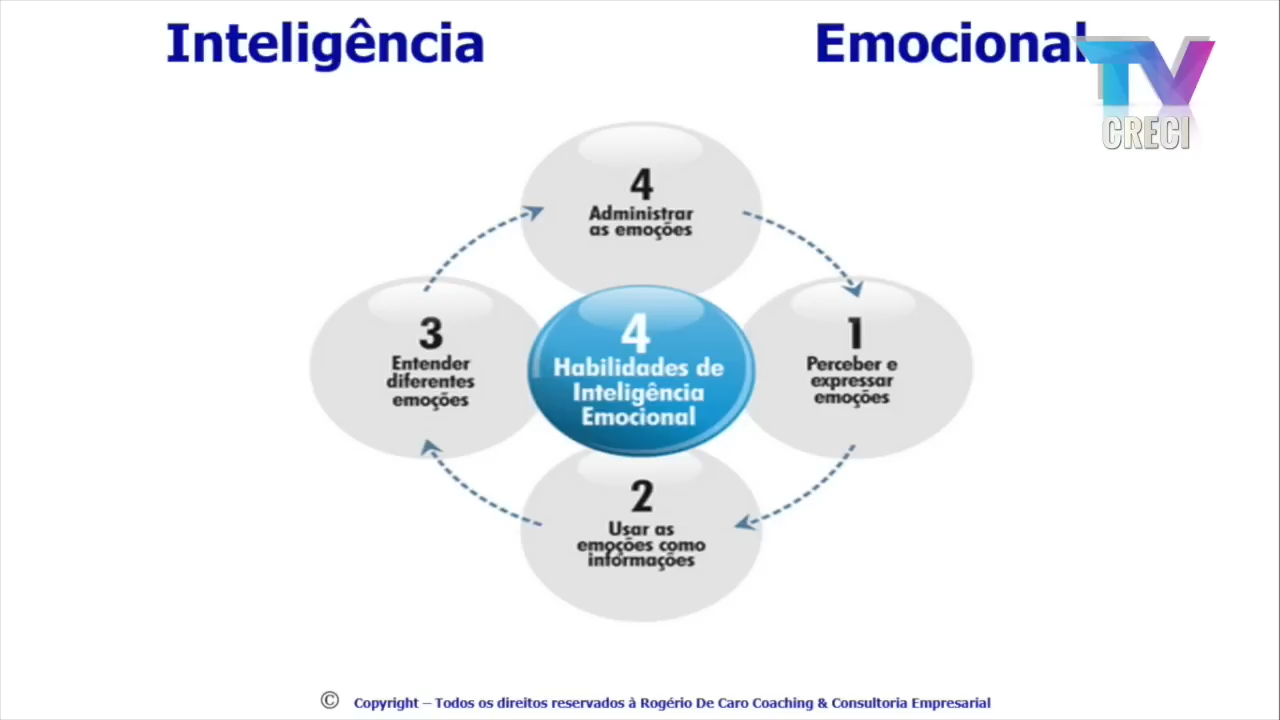 Inteligência Emocional
TV
CRECI
4
Administrar
as emoções
3
Entender
diferentes
emoções
4
Habilidades de
Inteligência
Emocional
1
Perceber e
expressar
emoções
2
Usar as
emoções como
informações
© Copyright – Todos os direitos reservados à Rogério De Caro Coaching & Consultoria Empresarial